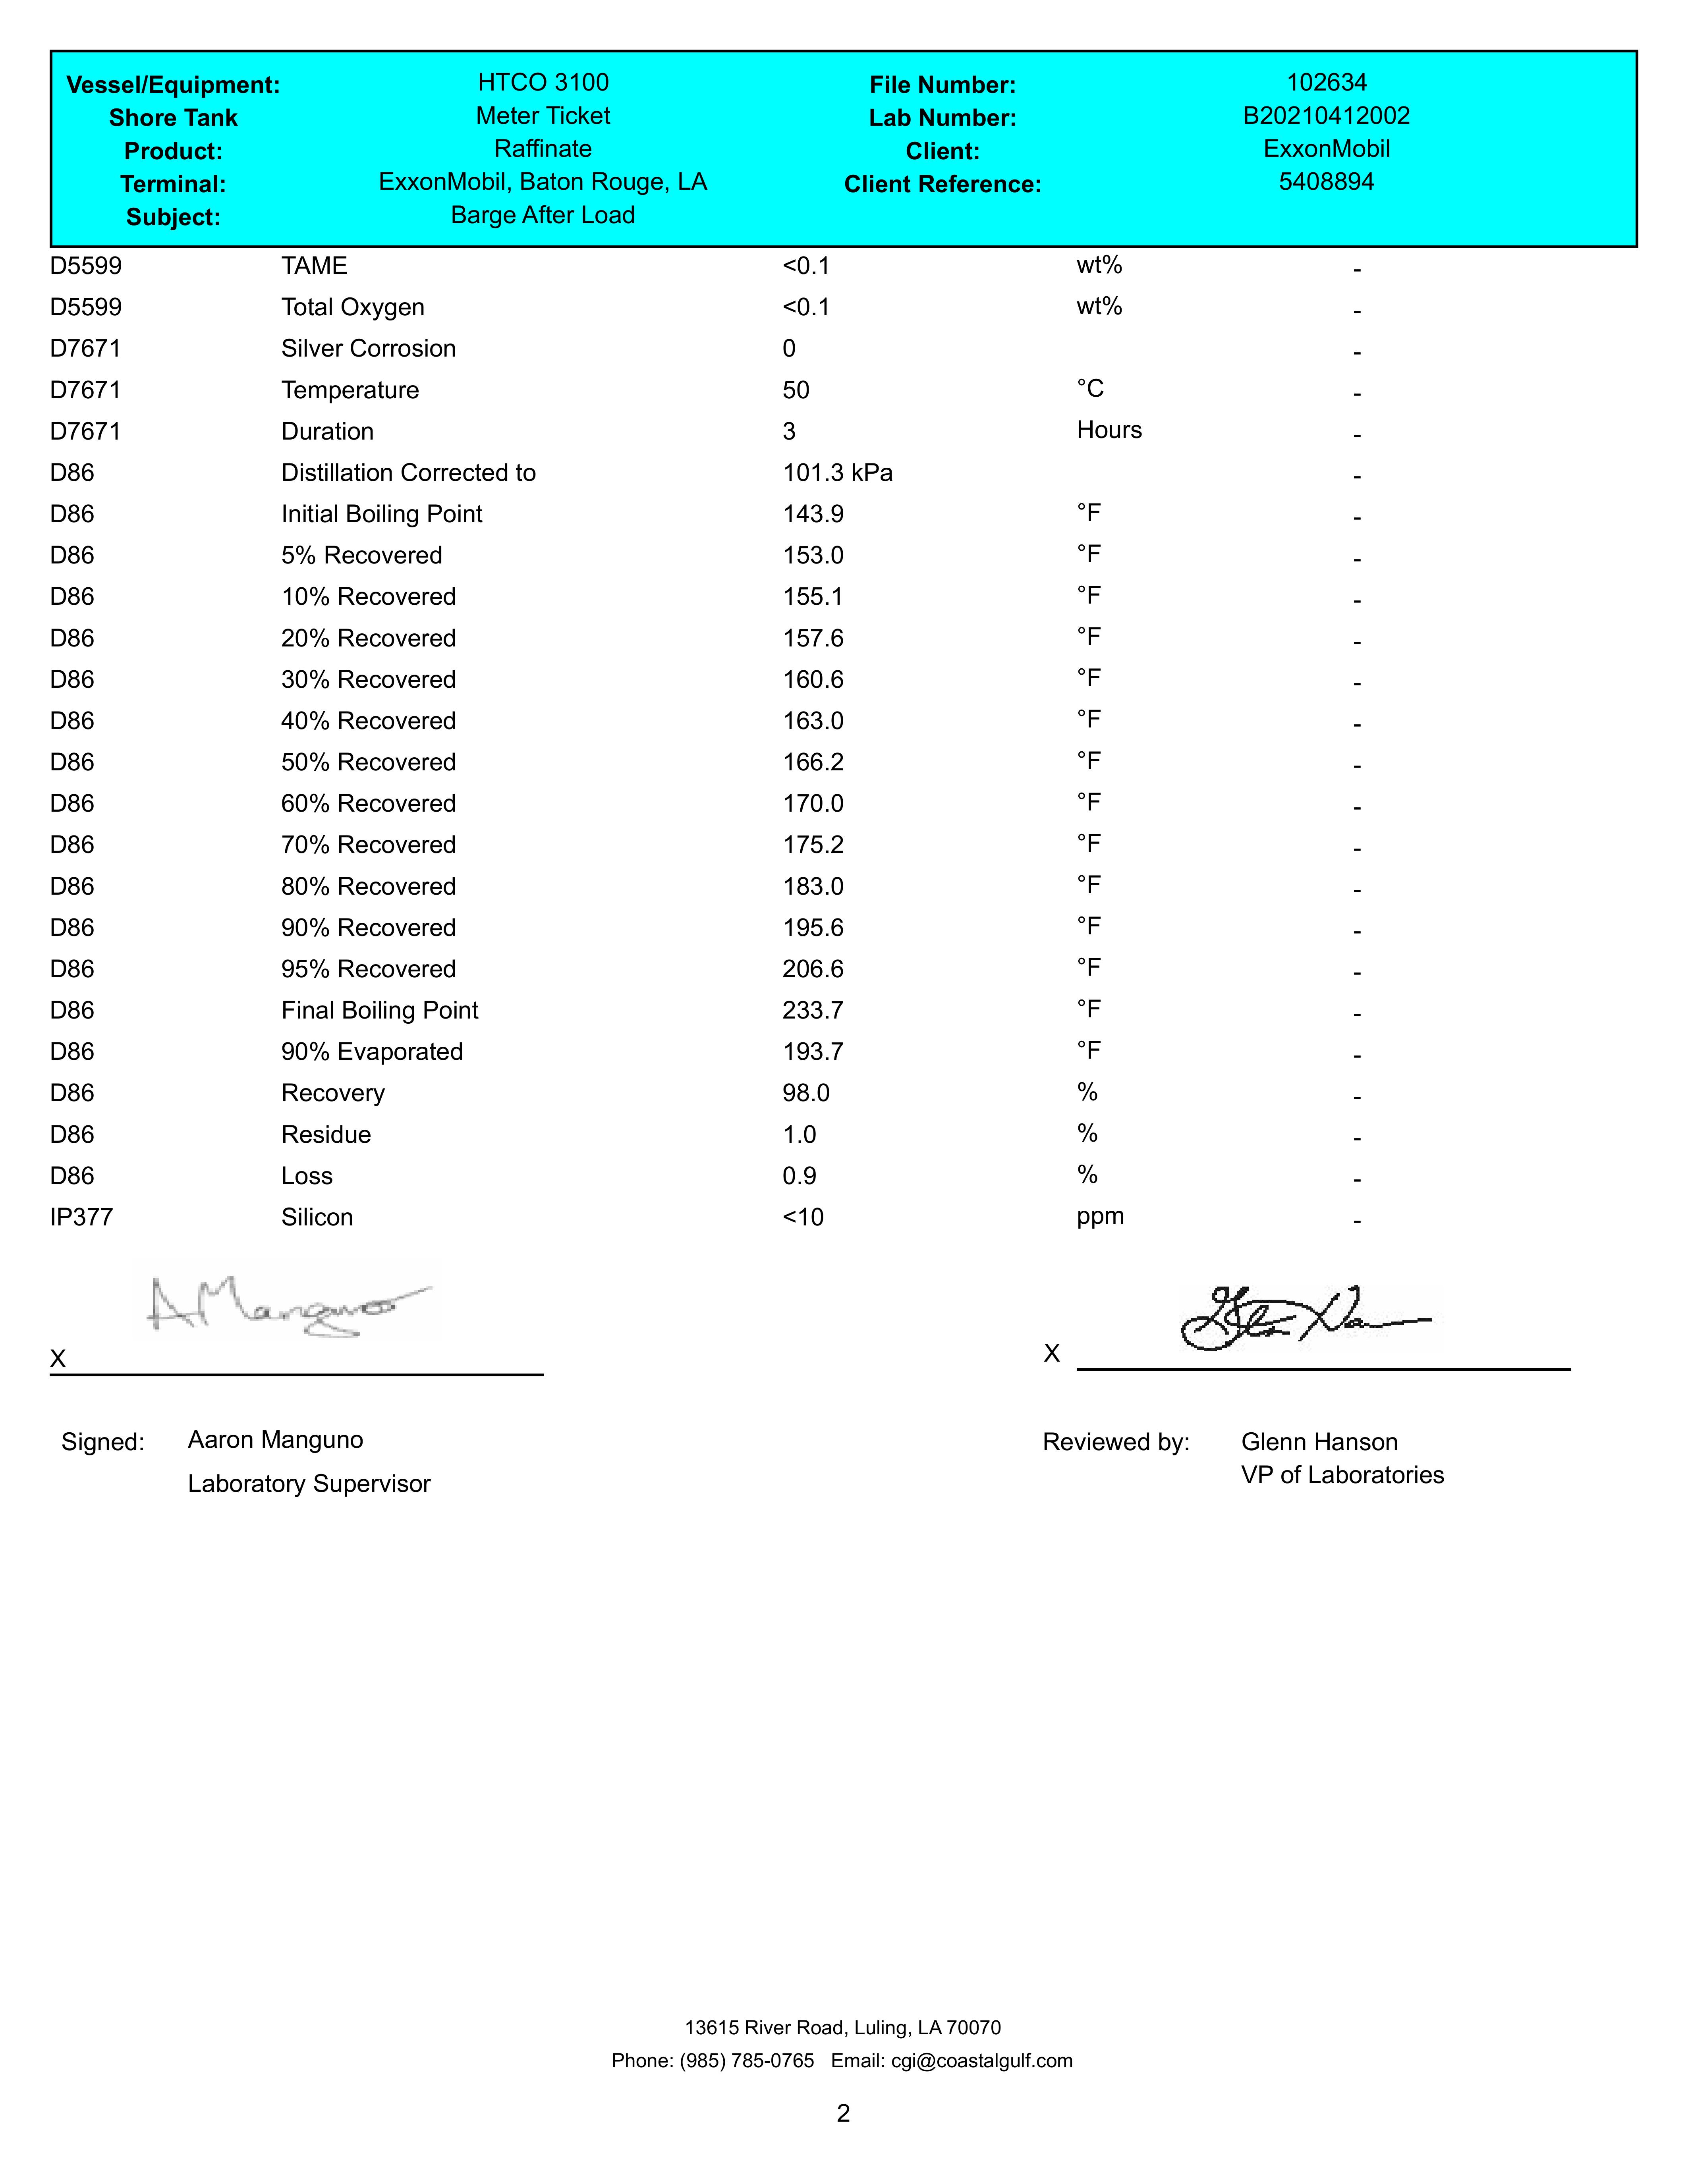 Vessel/Equipment: HTCO 3100 File Number: 102634
Shore Tank Meter Ticket Lab Number: B20210412002
Product: Raffinate Client: ExxonMobil
Terminal: ExxonMobil, Baton Rouge, LA Client Reference: 5408894
Subject: Barge After Load
D5599 TAME <0.1 wt% -
D5599 Total Oxygen <0.1 wt% -
D7671 Silver Corrosion 0 -
D7671 Temperature 50 °C -
D7671 Duration 3 Hours -
D86 Distillation Corrected to 101.3 kPa -
D86 Initial Boiling Point 143.9 °F -
D86 5% Recovered 153.0 °F -
D86 10% Recovered 155.1 °F -
D86 20% Recovered 157.6 °F -
D86 30% Recovered 160.6 °F -
D86 40% Recovered 163.0 °F -
D86 50% Recovered 166.2 °F -
D86 60% Recovered 170.0 °F -
D86 70% Recovered 175.2 °F -
D86 80% Recovered 183.0 °F -
D86 90% Recovered 195.6 °F -
D86 95% Recovered 206.6 °F -
D86 Final Boiling Point 233.7 °F -
D86 90% Evaporated 193.7 °F -
D86 Recovery 98.0 % -
D86 Residue 1.0 % -
D86 Loss 0.9 % -
IP377 Silicon <10 ppm -
AManguno
X X
Signed: Aaron Manguno Reviewed by: Glenn Hanson
Laboratory Supervisor VP of Laboratories
13615 River Road, Luling, LA 70070
Phone: (985) 785-0765 Email: cgi@coastalgulf.com
2